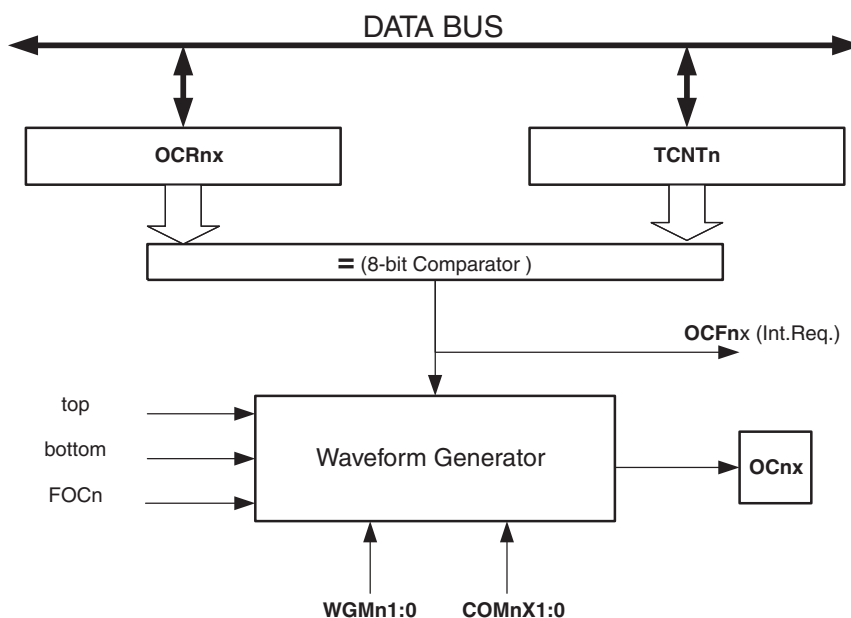 DATA BUS
OCRnx
TCNTn
= (8-bit Comparator )
OCFnx (Int.Req.)
top
bottom
FOCn
Waveform Generator
OCnx
WGMn1:0
COMnX1:0